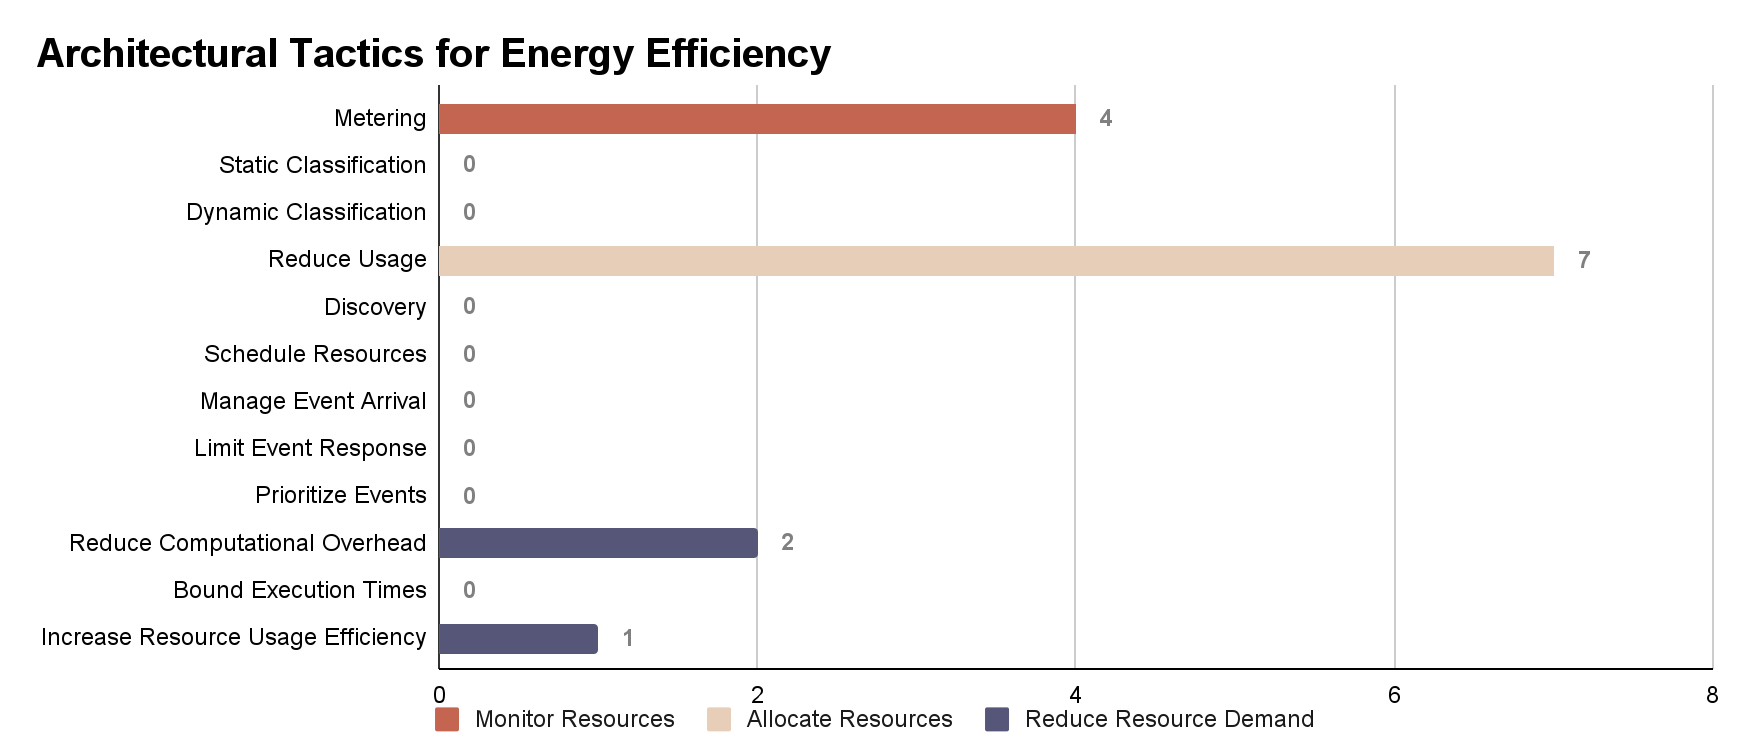 Architectural Tactics for Energy Efficiency
Metering 4
Static Classification 0
Dynamic Classification 0
Reduce Usage 7
Discovery 0
Schedule Resources 0
Manage Event Arrival 0
Limit Event Response 0
Prioritize Events 0
Reduce Computational Overhead 2
Bound Execution Times 0
Increase Resource Usage Efficiency 1
0 2 4 6 8
Monitor Resources Allocate Resources Reduce Resource Demand